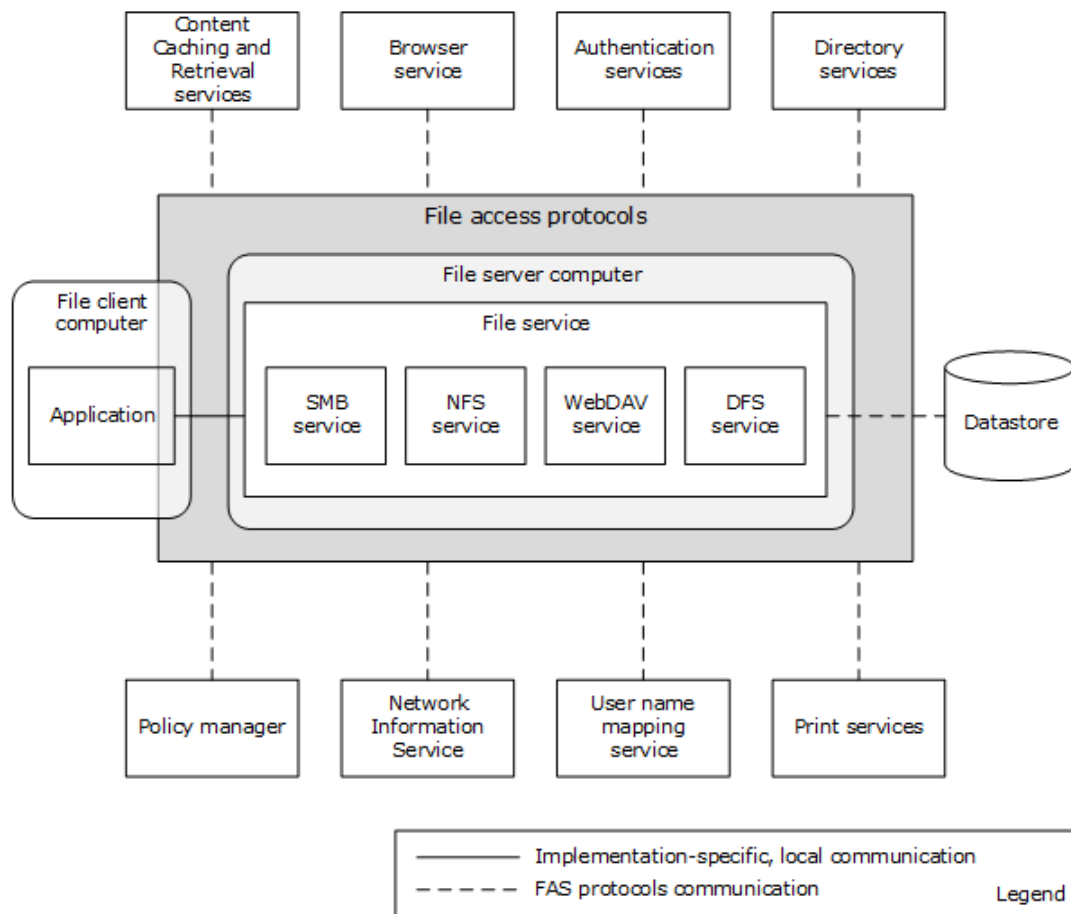 Content
Caching and
Retrieval
services
Browser
service
Authentication
services
Directory
services
File access protocols
File server computer
File client
computer
File service
Application
SMB
service
NFS
service
WebDAV
service
DFS
service
Datastore
Policy manager
Network
Information
Service
User name
mapping
service
Print services
Implementation-specific, local communication
FAS protocols communication
Legend